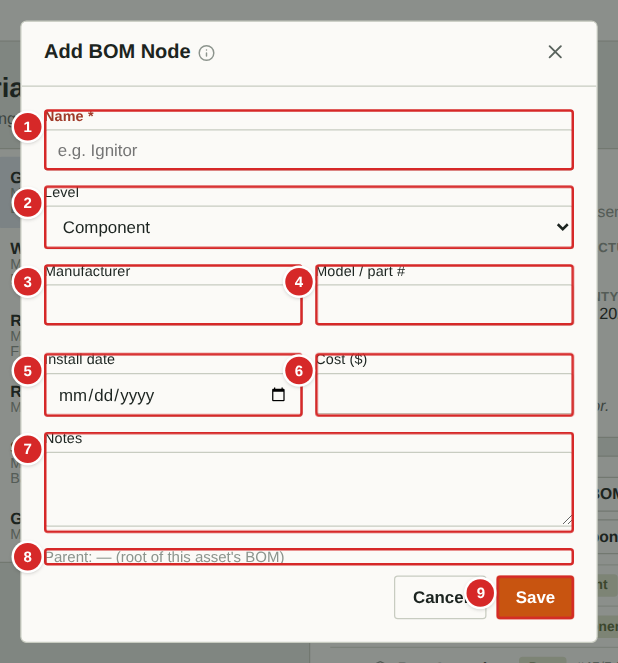 Add BOM Node
1 Name *
e.g. Ignitor
2 Level
Component
3 Manufacturer
4 Model / part #
5 Install date
mm/dd/yyyy
6 Cost ($)
7 Notes
8 Parent: — (root of this asset's BOM)
Cancel
9 Save